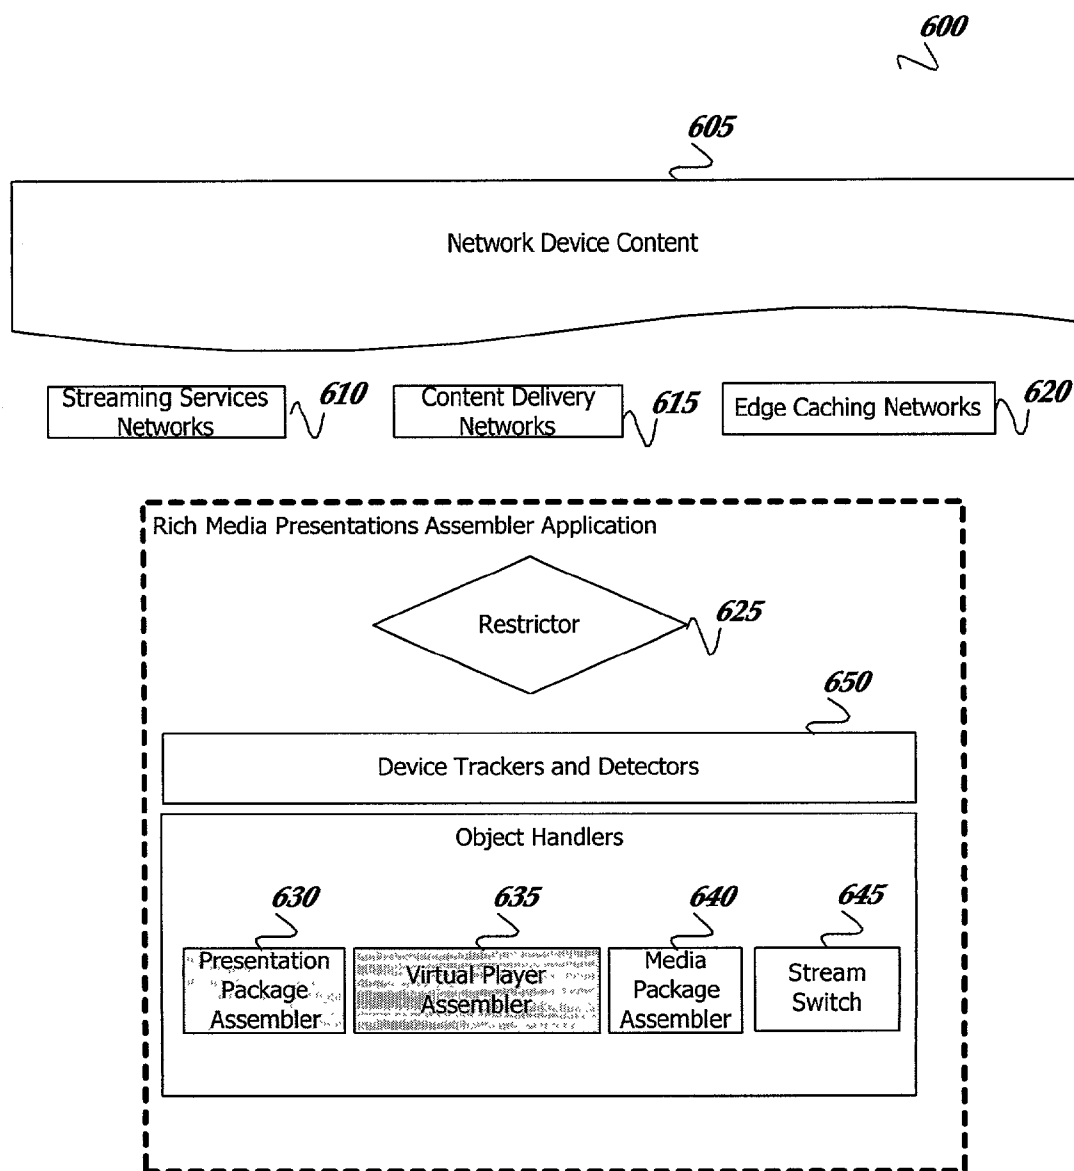 600
605
Network Device Content
Streaming Services
Networks
610
Content Delivery
Networks
615
Edge Caching Networks
620
Rich Media Presentations Assembler Application
Restrictor
625
650
Device Trackers and Detectors
Object Handlers
630
635
640
645
Presentation
Package
Assembler
Virtual Player
Assembler
Media
Package
Assembler
Stream
Switch